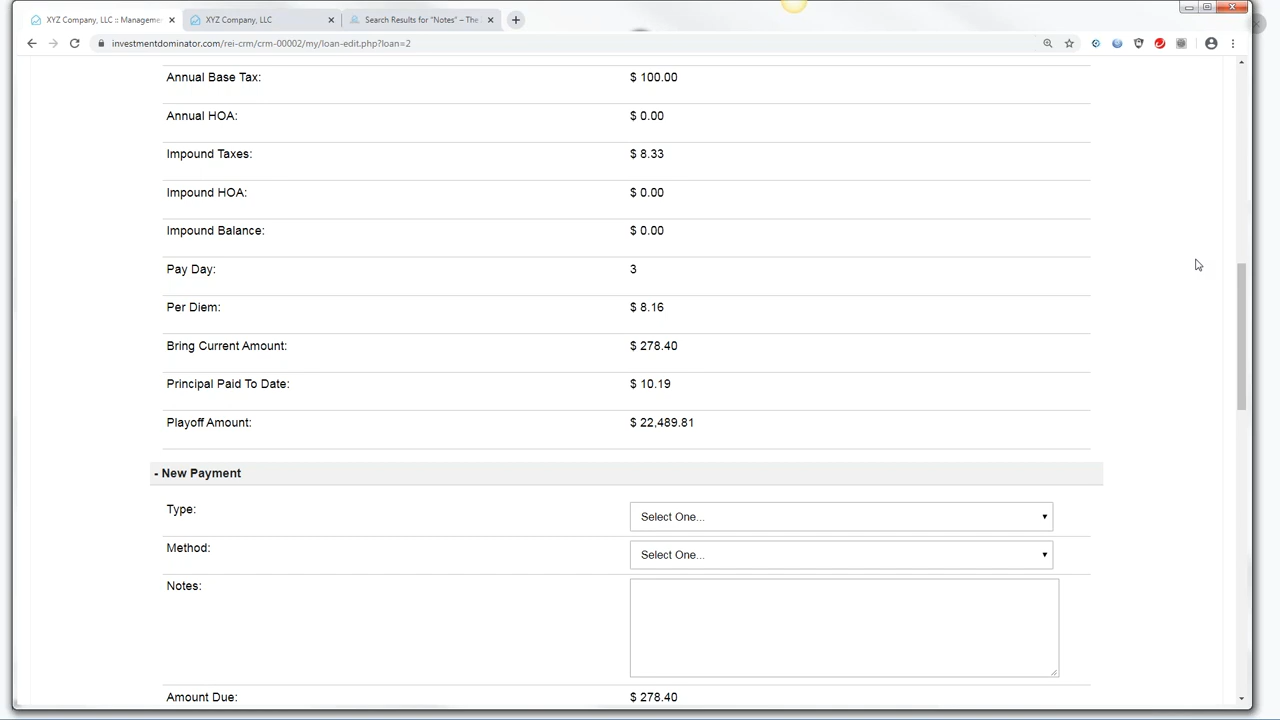 XYZ Company, LLC :: Manageme
XYZ Company, LLC
Search Results for "Notes" – The
investmentdominator.com/rei-crm/crm-00002/my/loan-edit.php?loan=2
Annual Base Tax: $ 100.00
Annual HOA: $ 0.00
Impound Taxes: $ 8.33
Impound HOA: $ 0.00
Impound Balance: $ 0.00
Pay Day: 3
Per Diem: $ 8.16
Bring Current Amount: $ 278.40
Principal Paid To Date: $ 10.19
Playoff Amount: $ 22,489.81
- New Payment
Type: Select One...
Method: Select One...
Notes:
Amount Due: $ 278.40